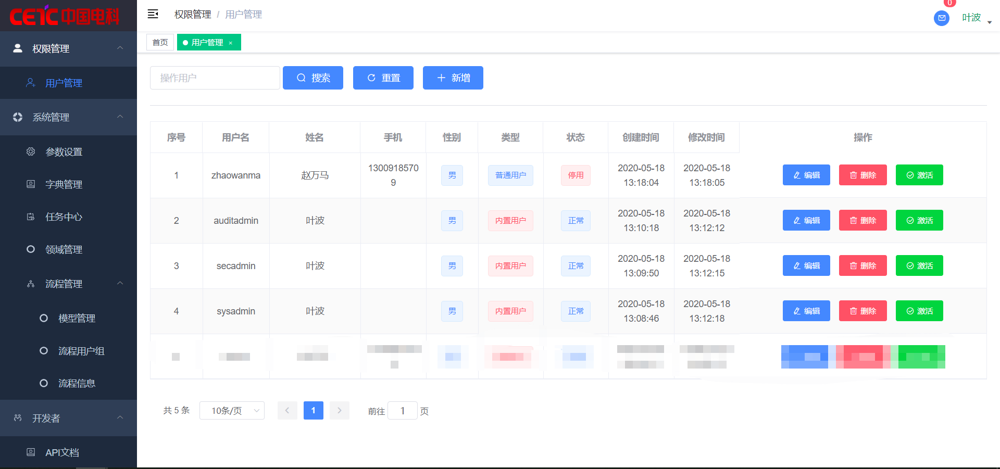 CETC中国电科
权限管理
用户管理
系统管理
参数设置
字典管理
任务中心
领域管理
流程管理
模型管理
流程用户组
流程信息
开发者
API文档
权限管理 / 用户管理
0
叶波
首页
用户管理 ×
操作用户
搜索
重置
新增
序号 用户名 姓名 手机 性别 类型 状态 创建时间 修改时间 操作
1 zhaowanma 赵万马 1300918570 男 普通用户 停用 2020-05-18 2020-05-18 编辑 删除 激活
9 13:18:04 13:18:05
2 auditadmin 叶波 男 内置用户 正常 2020-05-18 2020-05-18 编辑 删除 激活
13:10:18 13:12:12
3 secadmin 叶波 男 内置用户 正常 2020-05-18 2020-05-18 编辑 删除 激活
13:09:50 13:12:15
4 sysadmin 叶波 男 内置用户 正常 2020-05-18 2020-05-18 编辑 删除 激活
13:08:46 13:12:18
共 5 条 10条/页 1 前往 1 页